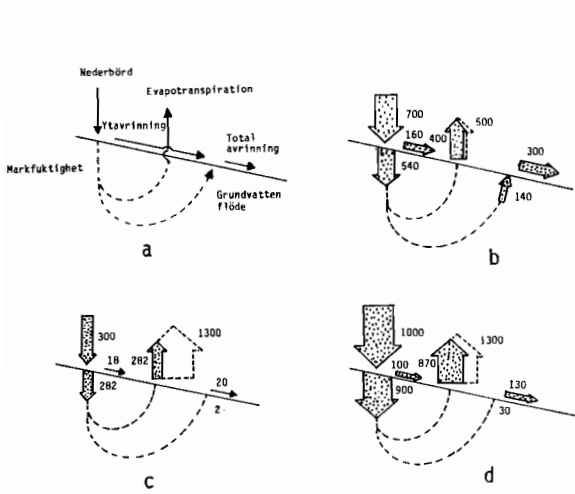 Nederbörd
Evapotranspiration
Ytavrinning
Total
avrinning
Markfuktighet
Grundvatten
flöde
a
700
160
400
500
540
300
140
b
300
1300
18
282
282
20
2
c
1000
1300
100
870
900
130
30
d